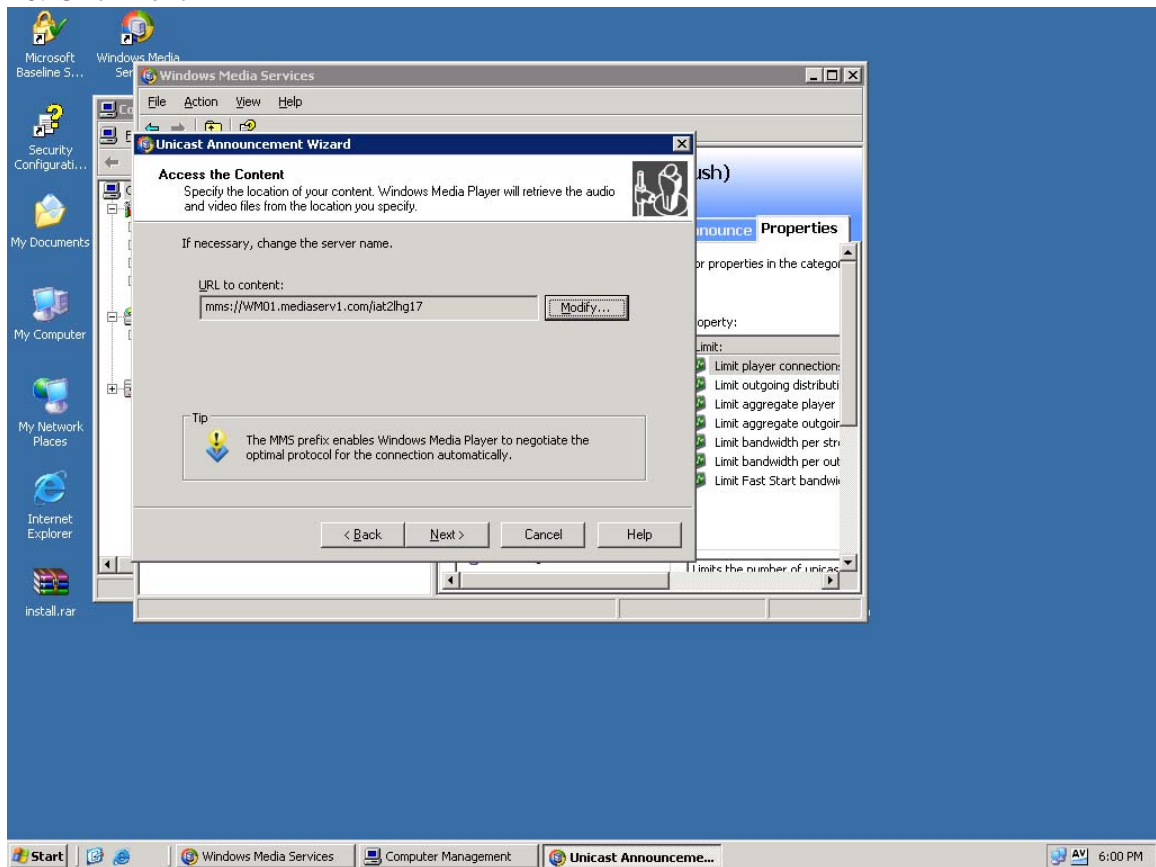 Microsoft
Baseline S...
Windows Media
Ser
Security
Configurati...
My Documents
My Computer
My Network
Places
Internet
Explorer
install.rar
Windows Media Services
File Action View Help
Unicast Announcement Wizard
Access the Content
Specify the location of your content. Windows Media Player will retrieve the audio
and video files from the location you specify.
If necessary, change the server name.
URL to content:
mms://WM01.mediaserv1.com/iat2lhg17
Modify...
Tip
The MMS prefix enables Windows Media Player to negotiate the
optimal protocol for the connection automatically.
< Back Next > Cancel Help
ush)
nnounce Properties
or properties in the categor
operty:
Limit:
Limit player connection
Limit outgoing distributi
Limit aggregate player
Limit aggregate outgoin
Limit bandwidth per str
Limit bandwidth per out
Limit Fast Start bandwi
Limits the number of unicas
Start Windows Media Services Computer Management Unicast Announceme... AV 6:00 PM